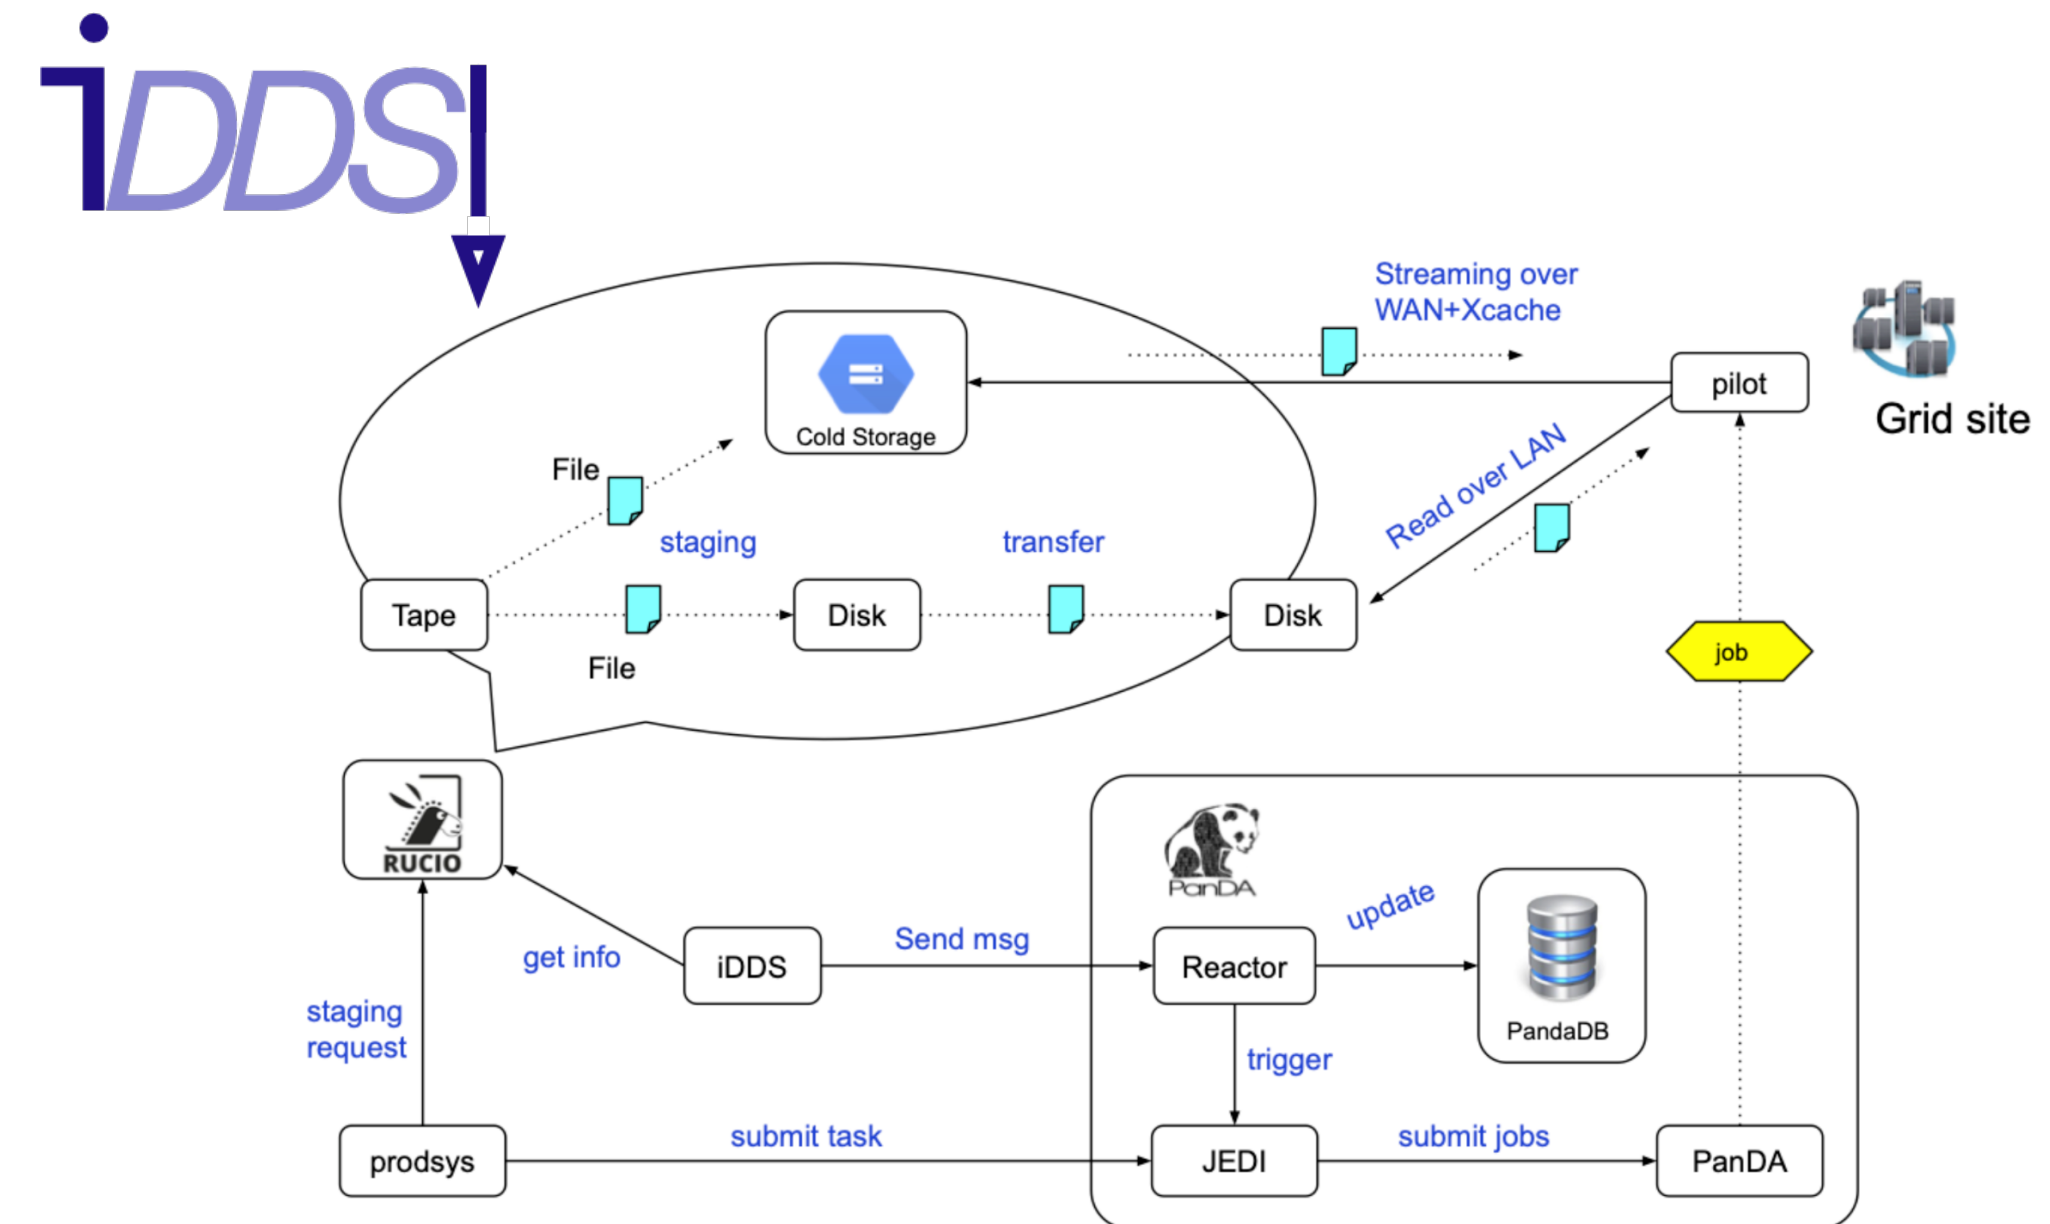 iDDS
Streaming over
WAN+Xcache
pilot
Grid site
Cold Storage
File
Read over LAN
staging
transfer
Tape
Disk
Disk
File
job
RUCIO
PanDA
update
Send msg
get info
iDDS
Reactor
PandaDB
staging
request
trigger
submit task
submit jobs
prodsys
JEDI
PanDA